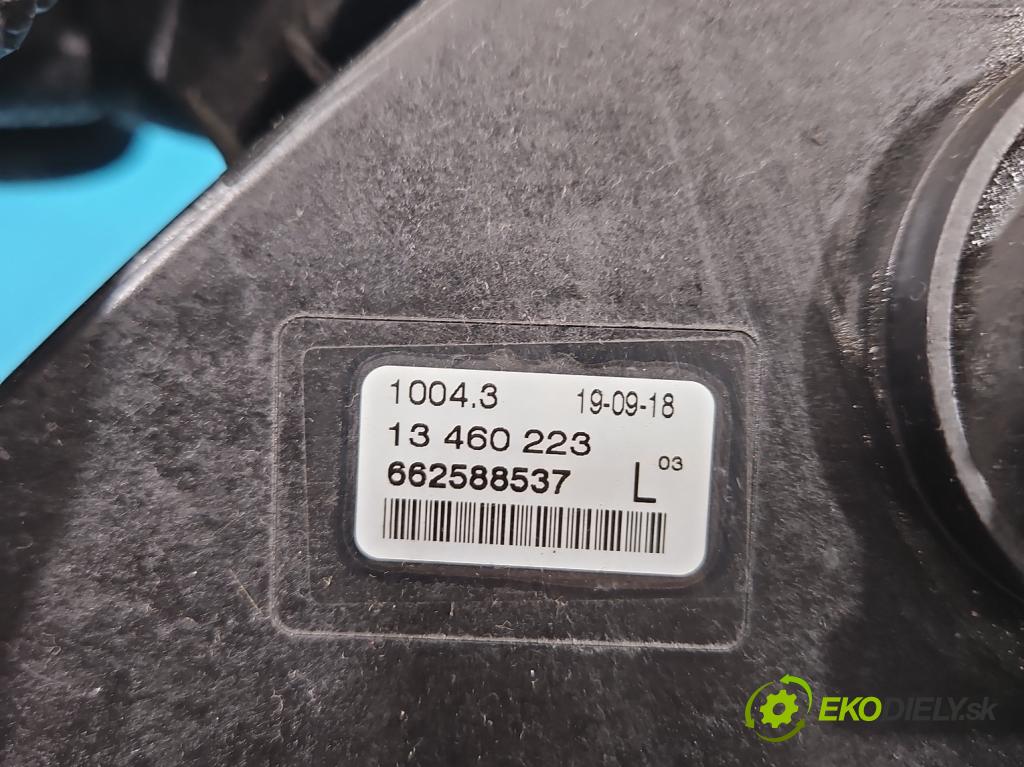 1004.3 19-09-18
13 460 223
662588537 L 03
EKODIELY.sk